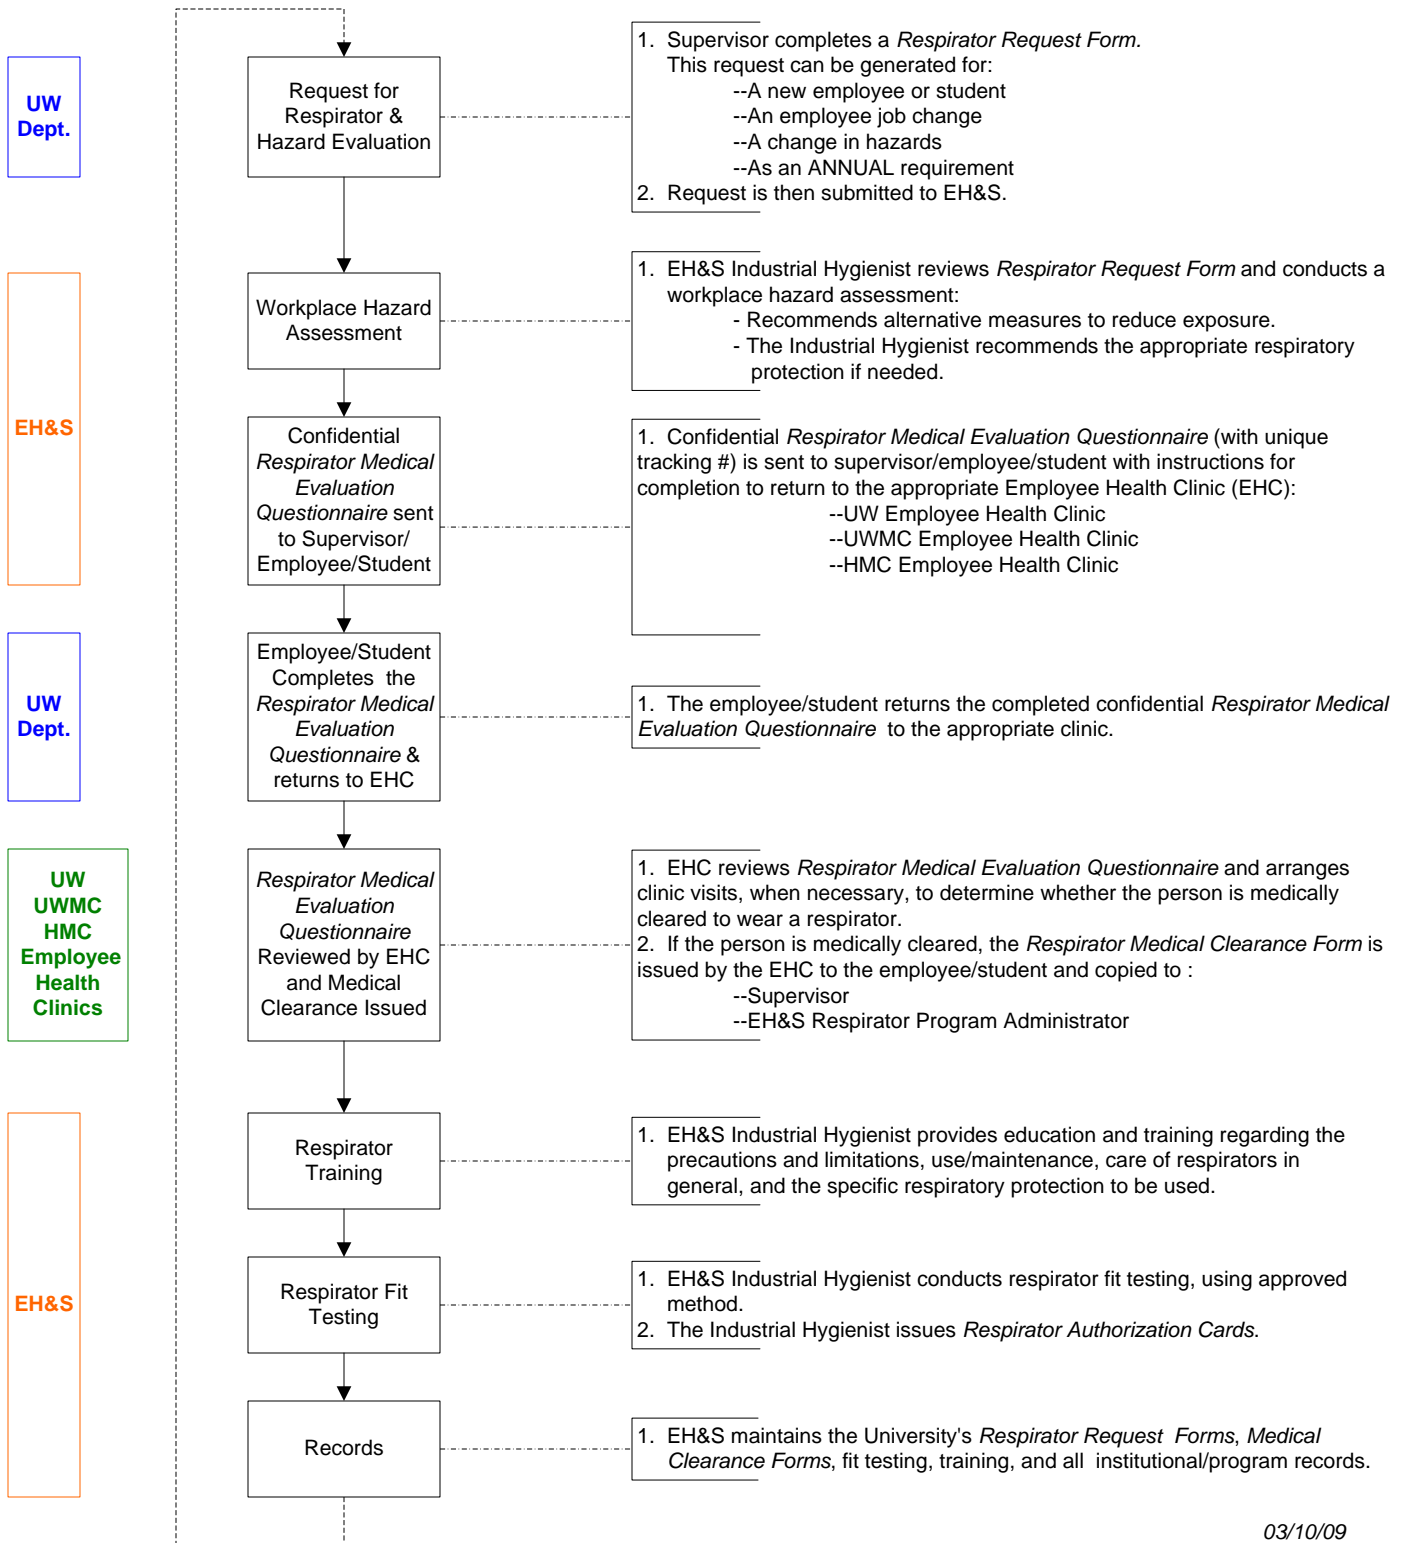 UW
Dept.
Request for
Respirator &
Hazard Evaluation
1. Supervisor completes a Respirator Request Form.
This request can be generated for:
--A new employee or student
--An employee job change
--A change in hazards
--As an ANNUAL requirement
2. Request is then submitted to EH&S.
EH&S
Workplace Hazard
Assessment
1. EH&S Industrial Hygienist reviews Respirator Request Form and conducts a
workplace hazard assessment:
- Recommends alternative measures to reduce exposure.
- The Industrial Hygienist recommends the appropriate respiratory
protection if needed.
Confidential
Respirator Medical
Evaluation
Questionnaire sent
to Supervisor/
Employee/Student
1. Confidential Respirator Medical Evaluation Questionnaire (with unique
tracking #) is sent to supervisor/employee/student with instructions for
completion to return to the appropriate Employee Health Clinic (EHC):
--UW Employee Health Clinic
--UWMC Employee Health Clinic
--HMC Employee Health Clinic
UW
Dept.
Employee/Student
Completes the
Respirator Medical
Evaluation
Questionnaire &
returns to EHC
1. The employee/student returns the completed confidential Respirator Medical
Evaluation Questionnaire to the appropriate clinic.
UW
UWMC
HMC
Employee
Health
Clinics
Respirator Medical
Evaluation
Questionnaire
Reviewed by EHC
and Medical
Clearance Issued
1. EHC reviews Respirator Medical Evaluation Questionnaire and arranges
clinic visits, when necessary, to determine whether the person is medically
cleared to wear a respirator.
2. If the person is medically cleared, the Respirator Medical Clearance Form is
issued by the EHC to the employee/student and copied to :
--Supervisor
--EH&S Respirator Program Administrator
EH&S
Respirator
Training
1. EH&S Industrial Hygienist provides education and training regarding the
precautions and limitations, use/maintenance, care of respirators in
general, and the specific respiratory protection to be used.
Respirator Fit
Testing
1. EH&S Industrial Hygienist conducts respirator fit testing, using approved
method.
2. The Industrial Hygienist issues Respirator Authorization Cards.
Records
1. EH&S maintains the University's Respirator Request Forms, Medical
Clearance Forms, fit testing, training, and all institutional/program records.
03/10/09